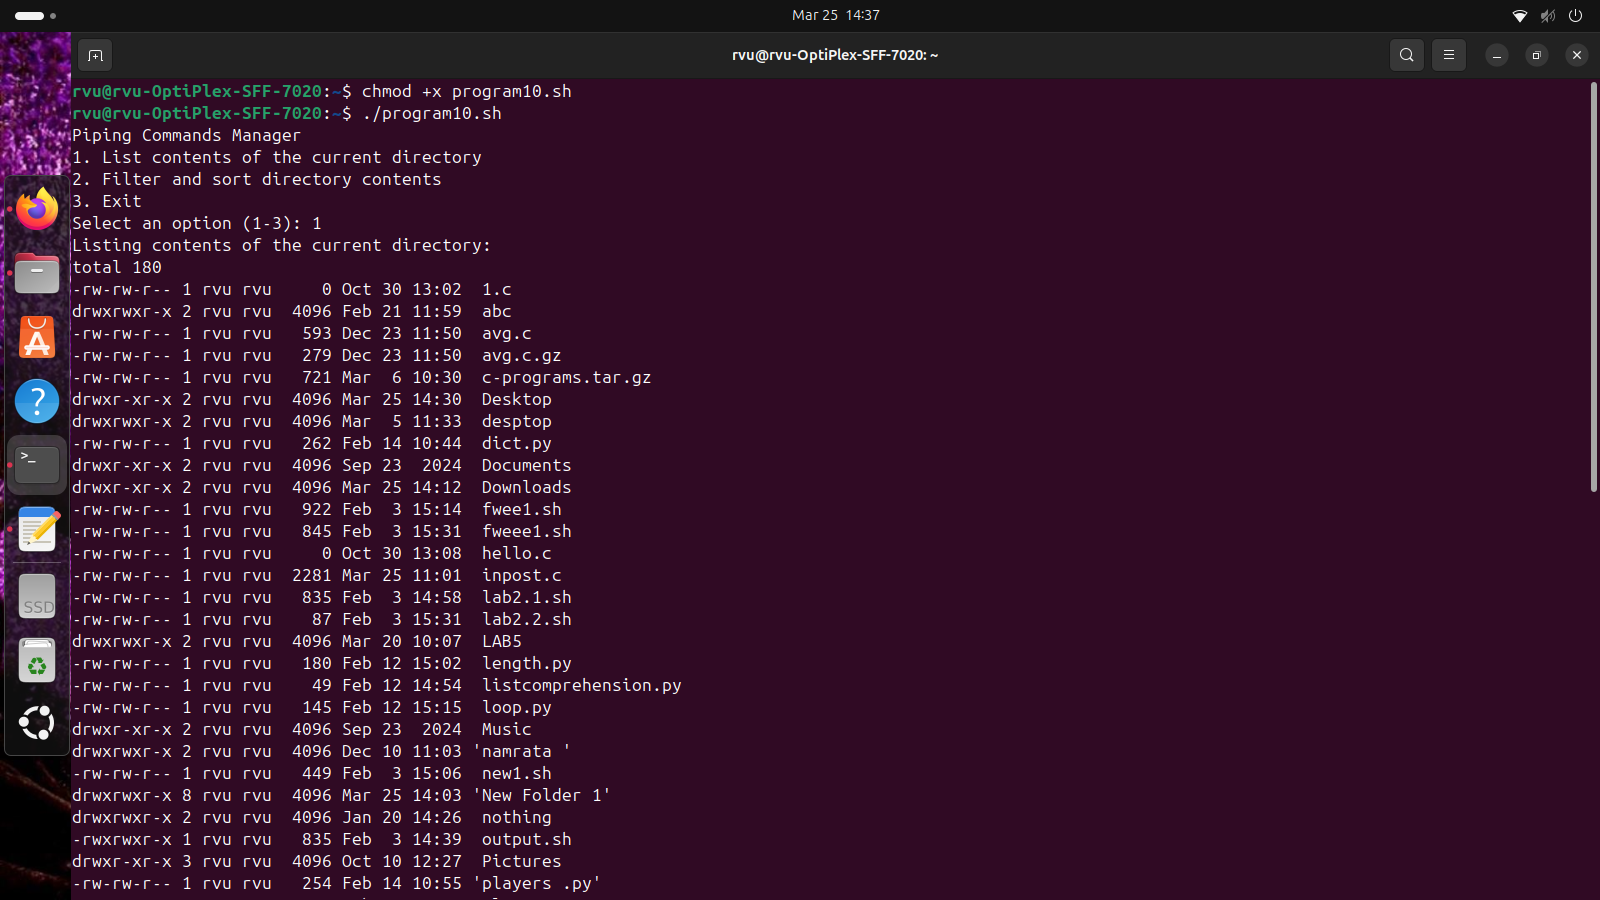 Mar 25 14:37
rvu@rvu-OptiPlex-SFF-7020: ~
rvu@rvu-OptiPlex-SFF-7020:~$ chmod +x program10.sh
rvu@rvu-OptiPlex-SFF-7020:~$ ./program10.sh
Piping Commands Manager
1. List contents of the current directory
2. Filter and sort directory contents
3. Exit
Select an option (1-3): 1
Listing contents of the current directory:
total 180
-rw-rw-r-- 1 rvu rvu     0 Oct 30 13:02  1.c
drwxrwxr-x 2 rvu rvu  4096 Feb 21 11:59  abc
-rw-rw-r-- 1 rvu rvu   593 Dec 23 11:50  avg.c
-rw-rw-r-- 1 rvu rvu   279 Dec 23 11:50  avg.c.gz
-rw-rw-r-- 1 rvu rvu   721 Mar  6 10:30  c-programs.tar.gz
drwxr-xr-x 2 rvu rvu  4096 Mar 25 14:30  Desktop
drwxrwxr-x 2 rvu rvu  4096 Mar  5 11:33  desptop
-rw-rw-r-- 1 rvu rvu   262 Feb 14 10:44  dict.py
drwxr-xr-x 2 rvu rvu  4096 Sep 23  2024  Documents
drwxr-xr-x 2 rvu rvu  4096 Mar 25 14:12  Downloads
-rw-rw-r-- 1 rvu rvu   922 Feb  3 15:14  fwee1.sh
-rw-rw-r-- 1 rvu rvu   845 Feb  3 15:31  fweee1.sh
-rw-rw-r-- 1 rvu rvu     0 Oct 30 13:08  hello.c
-rw-rw-r-- 1 rvu rvu  2281 Mar 25 11:01  inpost.c
-rw-rw-r-- 1 rvu rvu   835 Feb  3 14:58  lab2.1.sh
-rw-rw-r-- 1 rvu rvu    87 Feb  3 15:31  lab2.2.sh
drwxrwxr-x 2 rvu rvu  4096 Mar 20 10:07  LAB5
-rw-rw-r-- 1 rvu rvu   180 Feb 12 15:02  length.py
-rw-rw-r-- 1 rvu rvu    49 Feb 12 14:54  listcomprehension.py
-rw-rw-r-- 1 rvu rvu   145 Feb 12 15:15  loop.py
drwxr-xr-x 2 rvu rvu  4096 Sep 23  2024  Music
drwxrwxr-x 2 rvu rvu  4096 Dec 10 11:03 'namrata '
-rw-rw-r-- 1 rvu rvu   449 Feb  3 15:06  new1.sh
drwxrwxr-x 8 rvu rvu  4096 Mar 25 14:03 'New Folder 1'
drwxrwxr-x 2 rvu rvu  4096 Jan 20 14:26  nothing
-rwxrwxr-x 1 rvu rvu   835 Feb  3 14:39  output.sh
drwxr-xr-x 3 rvu rvu  4096 Oct 10 12:27  Pictures
-rw-rw-r-- 1 rvu rvu   254 Feb 14 10:55 'players .py'
SSD